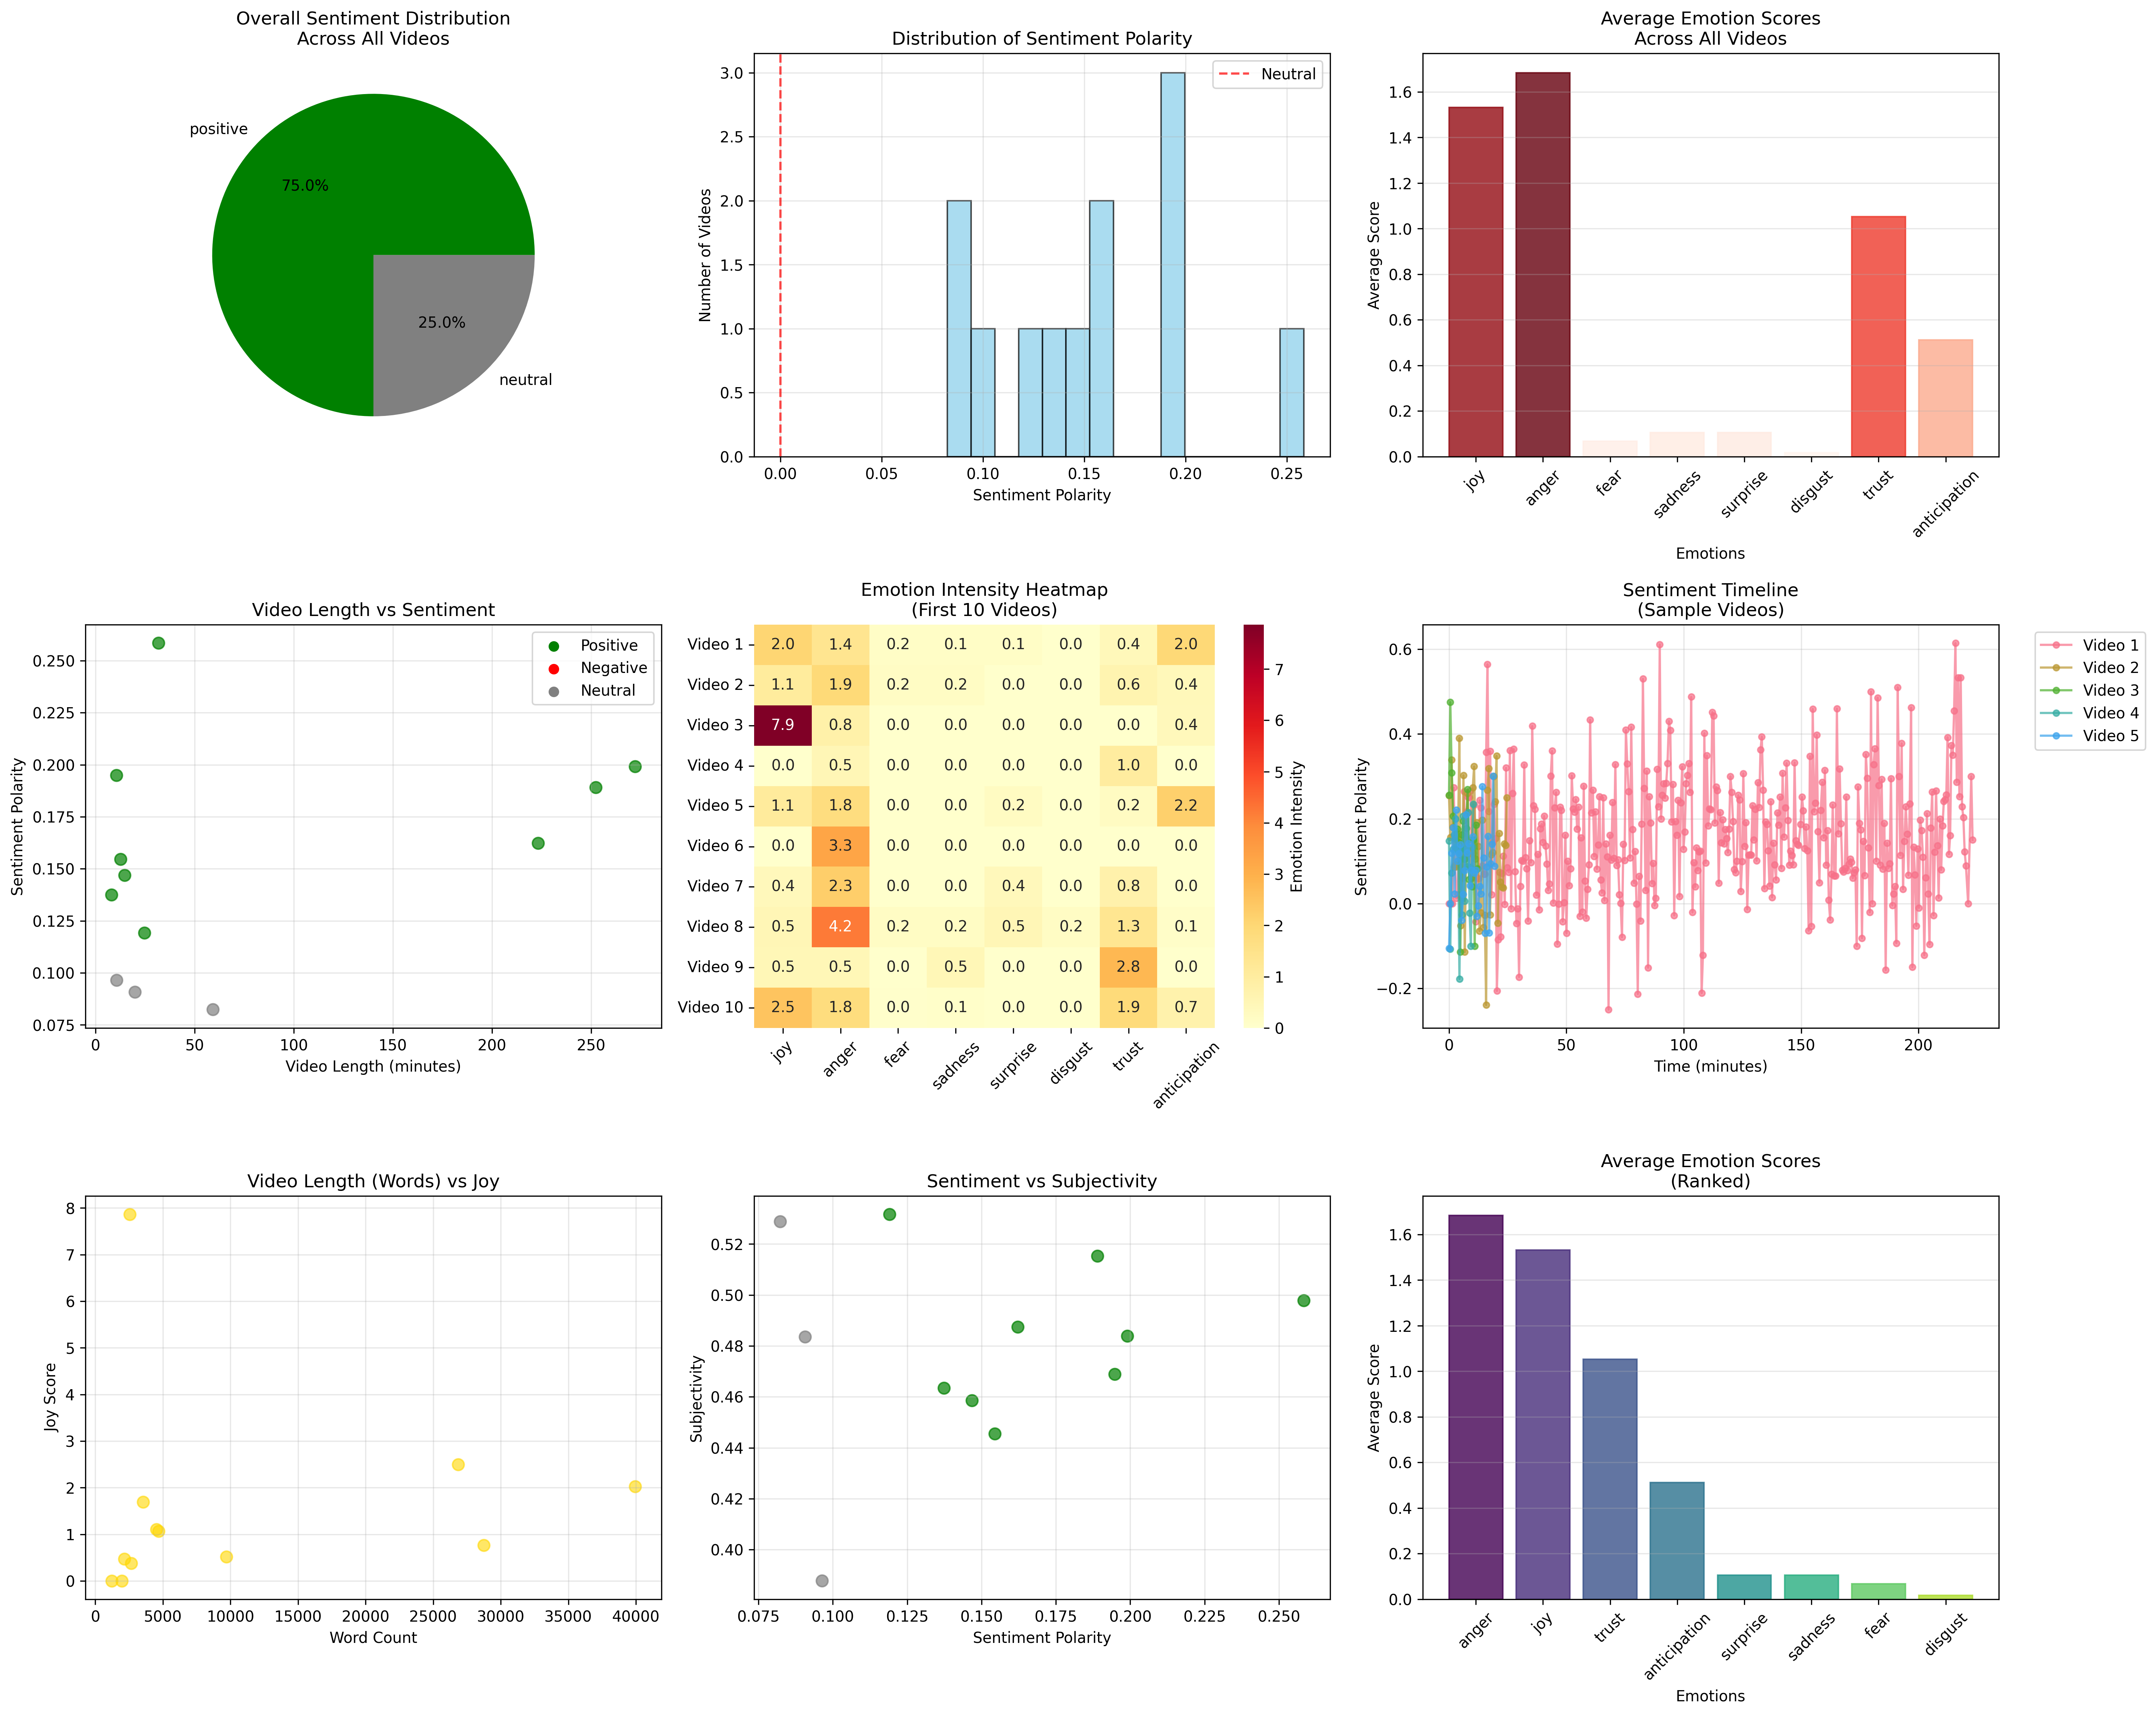 Overall Sentiment Distribution
Across All Videos
positive
75.0%
25.0%
neutral
Distribution of Sentiment Polarity
Neutral
3.0
2.5
2.0
1.5
1.0
0.5
0.0
Number of Videos
0.00 0.05 0.10 0.15 0.20 0.25
Sentiment Polarity
Average Emotion Scores
Across All Videos
1.6
1.4
1.2
1.0
0.8
0.6
0.4
0.2
0.0
Average Score
joy anger fear sadness surprise disgust trust anticipation
Emotions
Video Length vs Sentiment
Positive
Negative
Neutral
0.250
0.225
0.200
0.175
0.150
0.125
0.100
0.075
Sentiment Polarity
0 50 100 150 200 250
Video Length (minutes)
Emotion Intensity Heatmap
(First 10 Videos)
Video 1 2.0 1.4 0.2 0.1 0.1 0.0 0.4 2.0
Video 2 1.1 1.9 0.2 0.2 0.0 0.0 0.6 0.4
Video 3 7.9 0.8 0.0 0.0 0.0 0.0 0.0 0.4
Video 4 0.0 0.5 0.0 0.0 0.0 0.0 1.0 0.0
Video 5 1.1 1.8 0.0 0.0 0.2 0.0 0.2 2.2
Video 6 0.0 3.3 0.0 0.0 0.0 0.0 0.0 0.0
Video 7 0.4 2.3 0.0 0.0 0.4 0.0 0.8 0.0
Video 8 0.5 4.2 0.2 0.2 0.5 0.2 1.3 0.1
Video 9 0.5 0.5 0.0 0.5 0.0 0.0 2.8 0.0
Video 10 2.5 1.8 0.0 0.1 0.0 0.0 1.9 0.7
joy anger fear sadness surprise disgust trust anticipation
7
6
5
4
3
2
1
0
Emotion Intensity
Sentiment Timeline
(Sample Videos)
Video 1
Video 2
Video 3
Video 4
Video 5
0.6
0.4
0.2
0.0
−0.2
Sentiment Polarity
0 50 100 150 200
Time (minutes)
Video Length (Words) vs Joy
8
7
6
5
4
3
2
1
0
Joy Score
0 5000 10000 15000 20000 25000 30000 35000 40000
Word Count
Sentiment vs Subjectivity
0.52
0.50
0.48
0.46
0.44
0.42
0.40
Subjectivity
0.075 0.100 0.125 0.150 0.175 0.200 0.225 0.250
Sentiment Polarity
Average Emotion Scores
(Ranked)
1.6
1.4
1.2
1.0
0.8
0.6
0.4
0.2
0.0
Average Score
anger joy trust anticipation surprise sadness fear disgust
Emotions